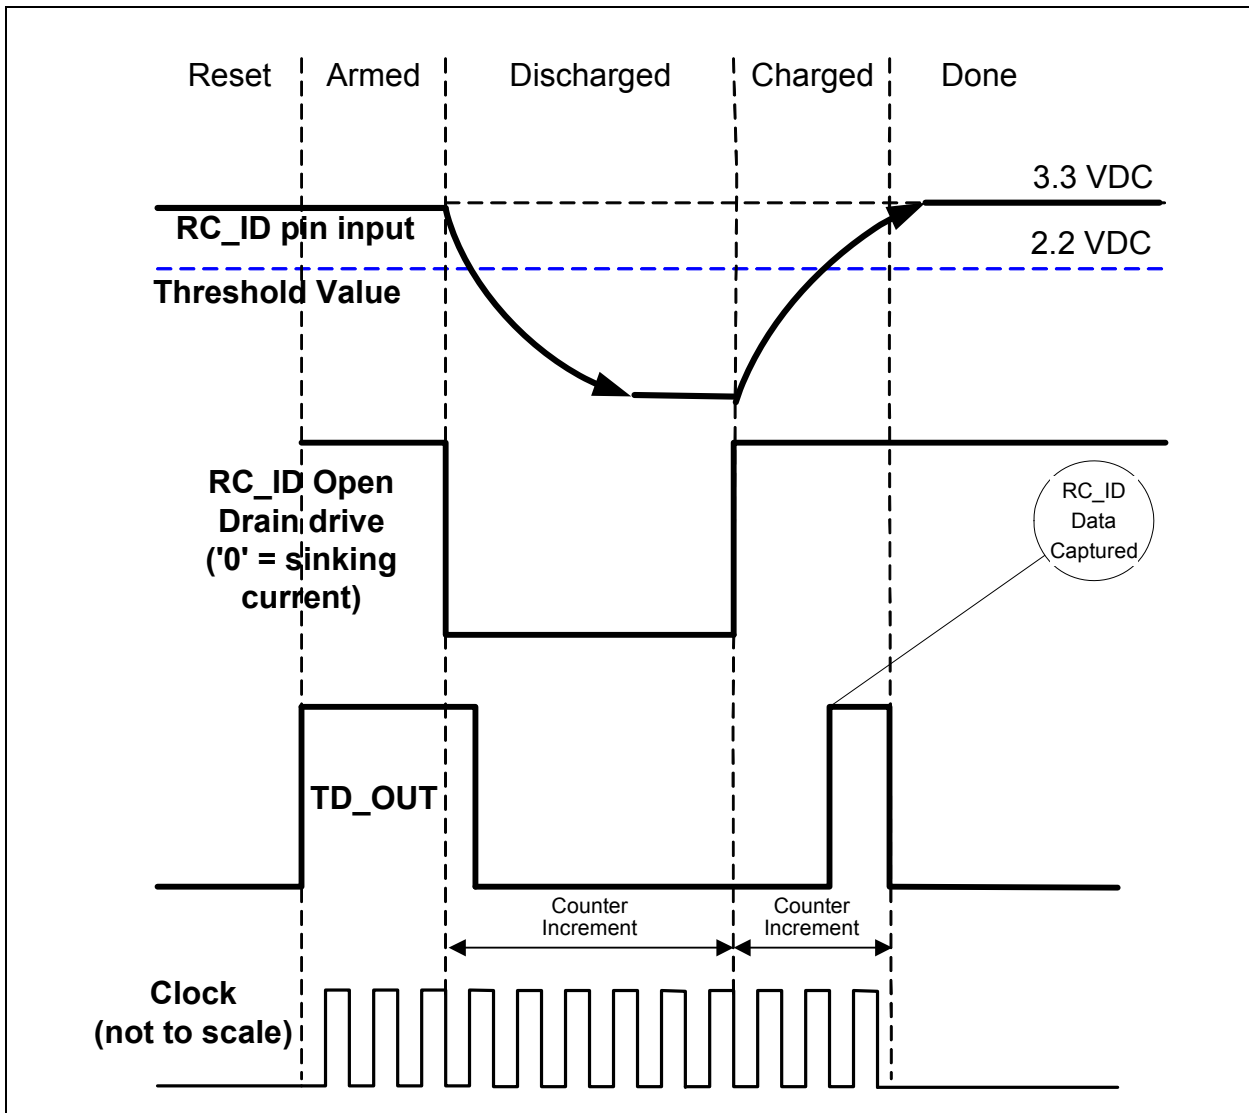 Reset Armed Discharged Charged Done
3.3 VDC
RC_ID pin input
2.2 VDC
Threshold Value
RC_ID Open
Drain drive
('0' = sinking
current)
RC_ID
Data
Captured
TD_OUT
Counter
Increment
Counter
Increment
Clock
(not to scale)